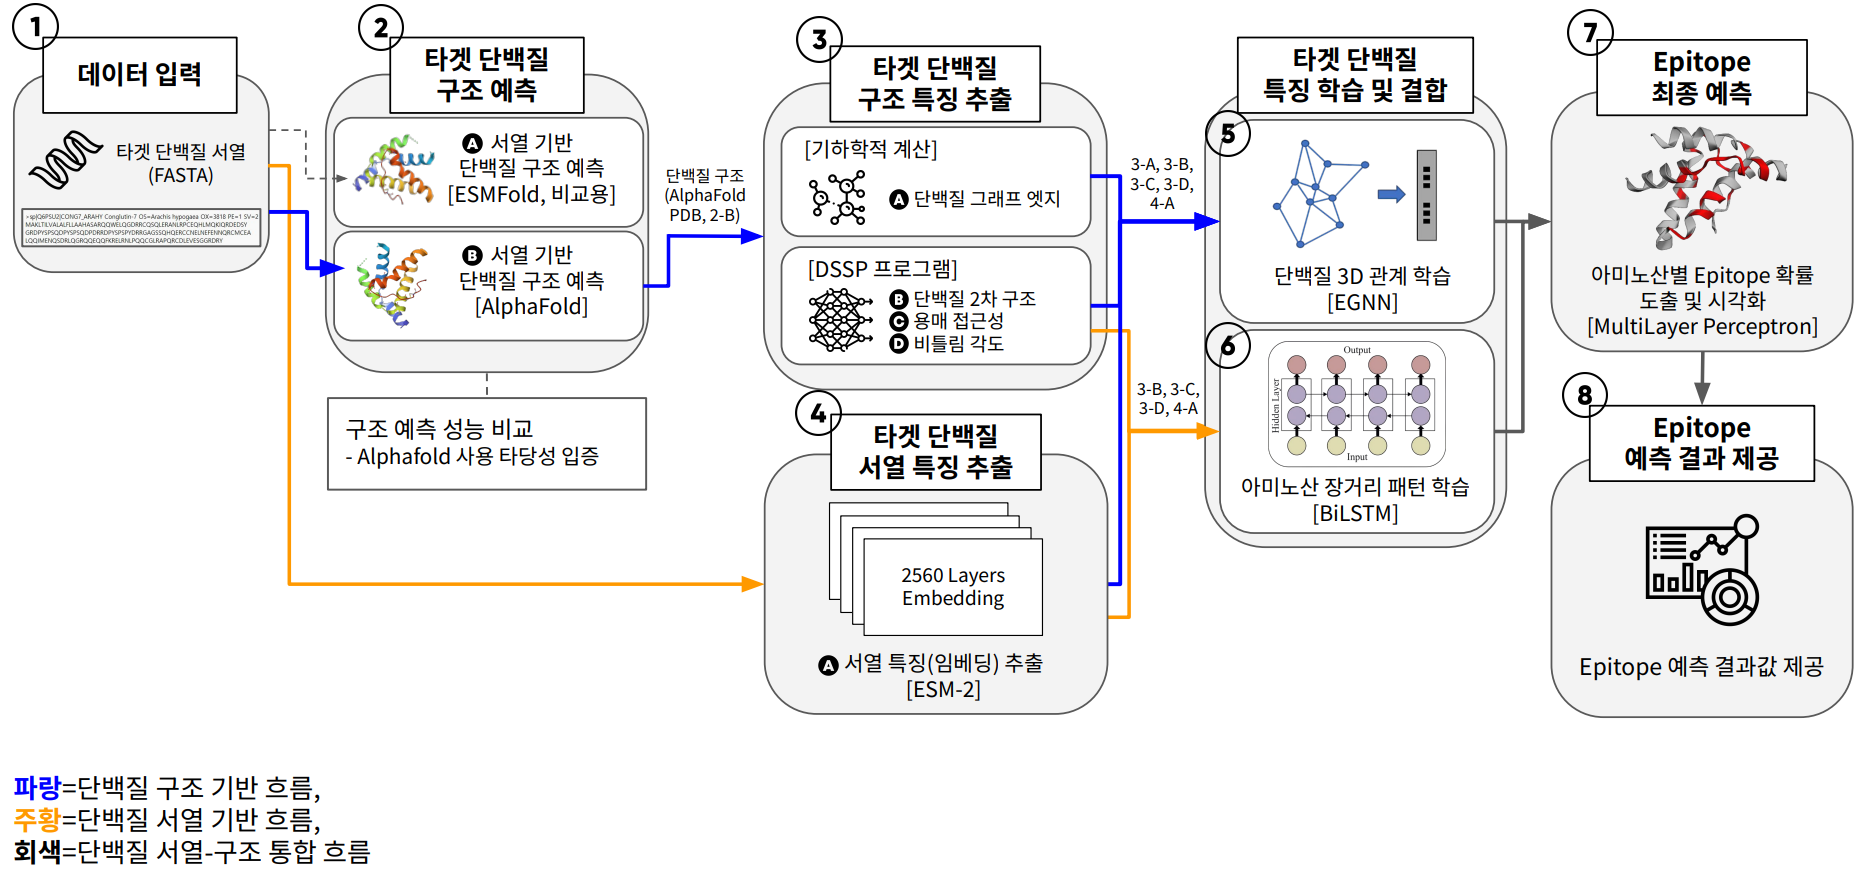 1
데이터 입력
타겟 단백질 서열
(FASTA)
>sp|Q6PSU2|CONG7_ARAHY Conglutin-7 OS=Arachis hypogaea OX=3818 PE=1 SV=2
2
타겟 단백질
구조 예측
A 서열 기반
단백질 구조 예측
[ESMFold, 비교용]
B 서열 기반
단백질 구조 예측
[AlphaFold]
구조 예측 성능 비교
- Alphafold 사용 타당성 입증
단백질 구조
(AlphaFold
PDB, 2-B)
3
타겟 단백질
구조 특징 추출
[기하학적 계산]
A 단백질 그래프 엣지
[DSSP 프로그램]
B 단백질 2차 구조
C 용매 접근성
D 비틀림 각도
4
타겟 단백질
서열 특징 추출
2560 Layers
Embedding
A 서열 특징(임베딩) 추출
[ESM-2]
3-A, 3-B,
3-C, 3-D,
4-A
3-B, 3-C,
3-D, 4-A
타겟 단백질
특징 학습 및 결합
5
단백질 3D 관계 학습
[EGNN]
6
Output
Hidden Layer
Input
아미노산 장거리 패턴 학습
[BiLSTM]
7
Epitope
최종 예측
아미노산별 Epitope 확률
도출 및 시각화
[MultiLayer Perceptron]
8
Epitope
예측 결과 제공
Epitope 예측 결과값 제공
파랑=단백질 구조 기반 흐름,
주황=단백질 서열 기반 흐름,
회색=단백질 서열-구조 통합 흐름